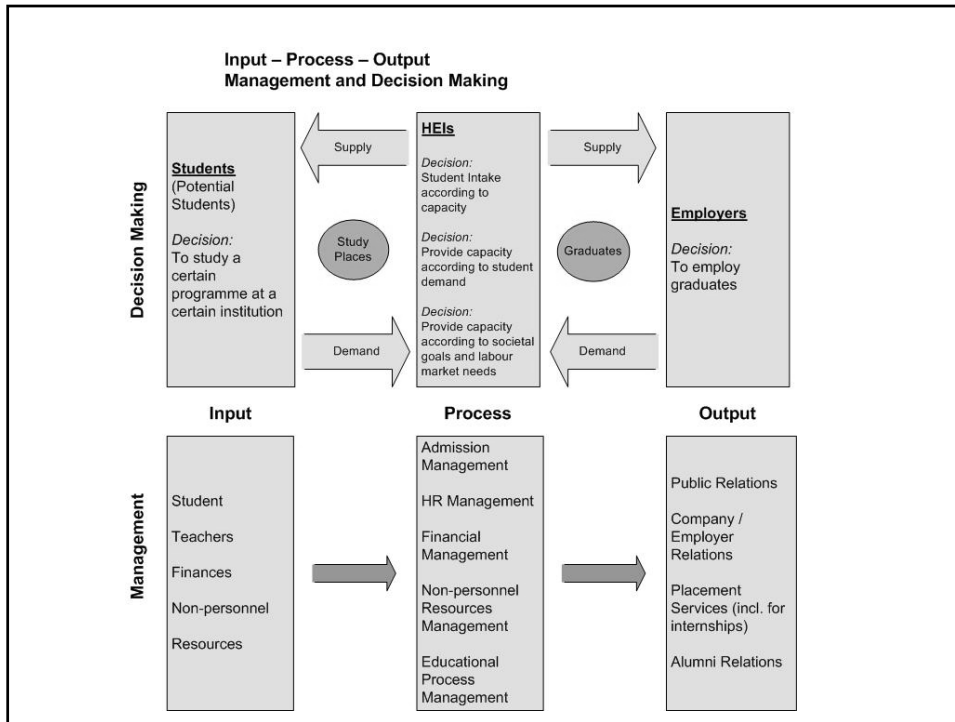 Input – Process – Output
Management and Decision Making
Decision Making
Students
(Potential
Students)
Decision:
To study a
certain
programme at a
certain institution
Supply
Study
Places
Demand
HEIs
Decision:
Student Intake
according to
capacity
Decision:
Provide capacity
according to student
demand
Decision:
Provide capacity
according to societal
goals and labour
market needs
Supply
Graduates
Demand
Employers
Decision:
To employ
graduates
Input
Process
Output
Management
Student
Teachers
Finances
Non-personnel
Resources
Admission
Management
HR Management
Financial
Management
Non-personnel
Resources
Management
Educational
Process
Management
Public Relations
Company /
Employer
Relations
Placement
Services (incl. for
internships)
Alumni Relations